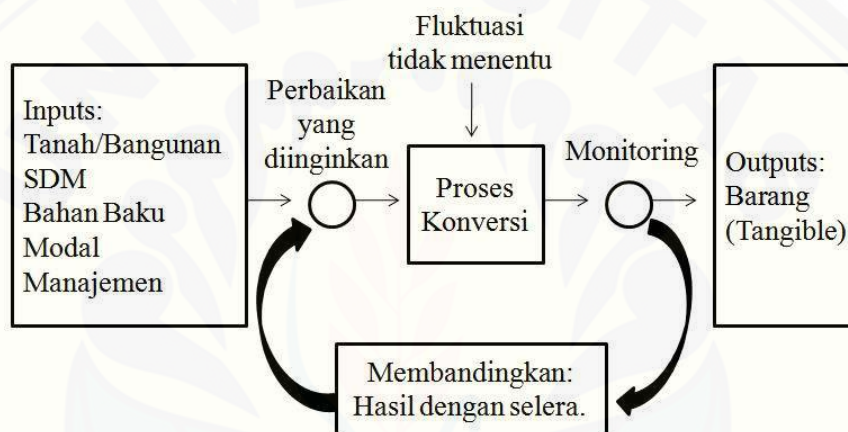 Fluktuasi
tidak menentu
Inputs:
Tanah/Bangunan
SDM
Bahan Baku
Modal
Manajemen
Perbaikan
yang
diinginkan
Proses
Konversi
Monitoring
Outputs:
Barang
(Tangible)
Membandingkan:
Hasil dengan selera.